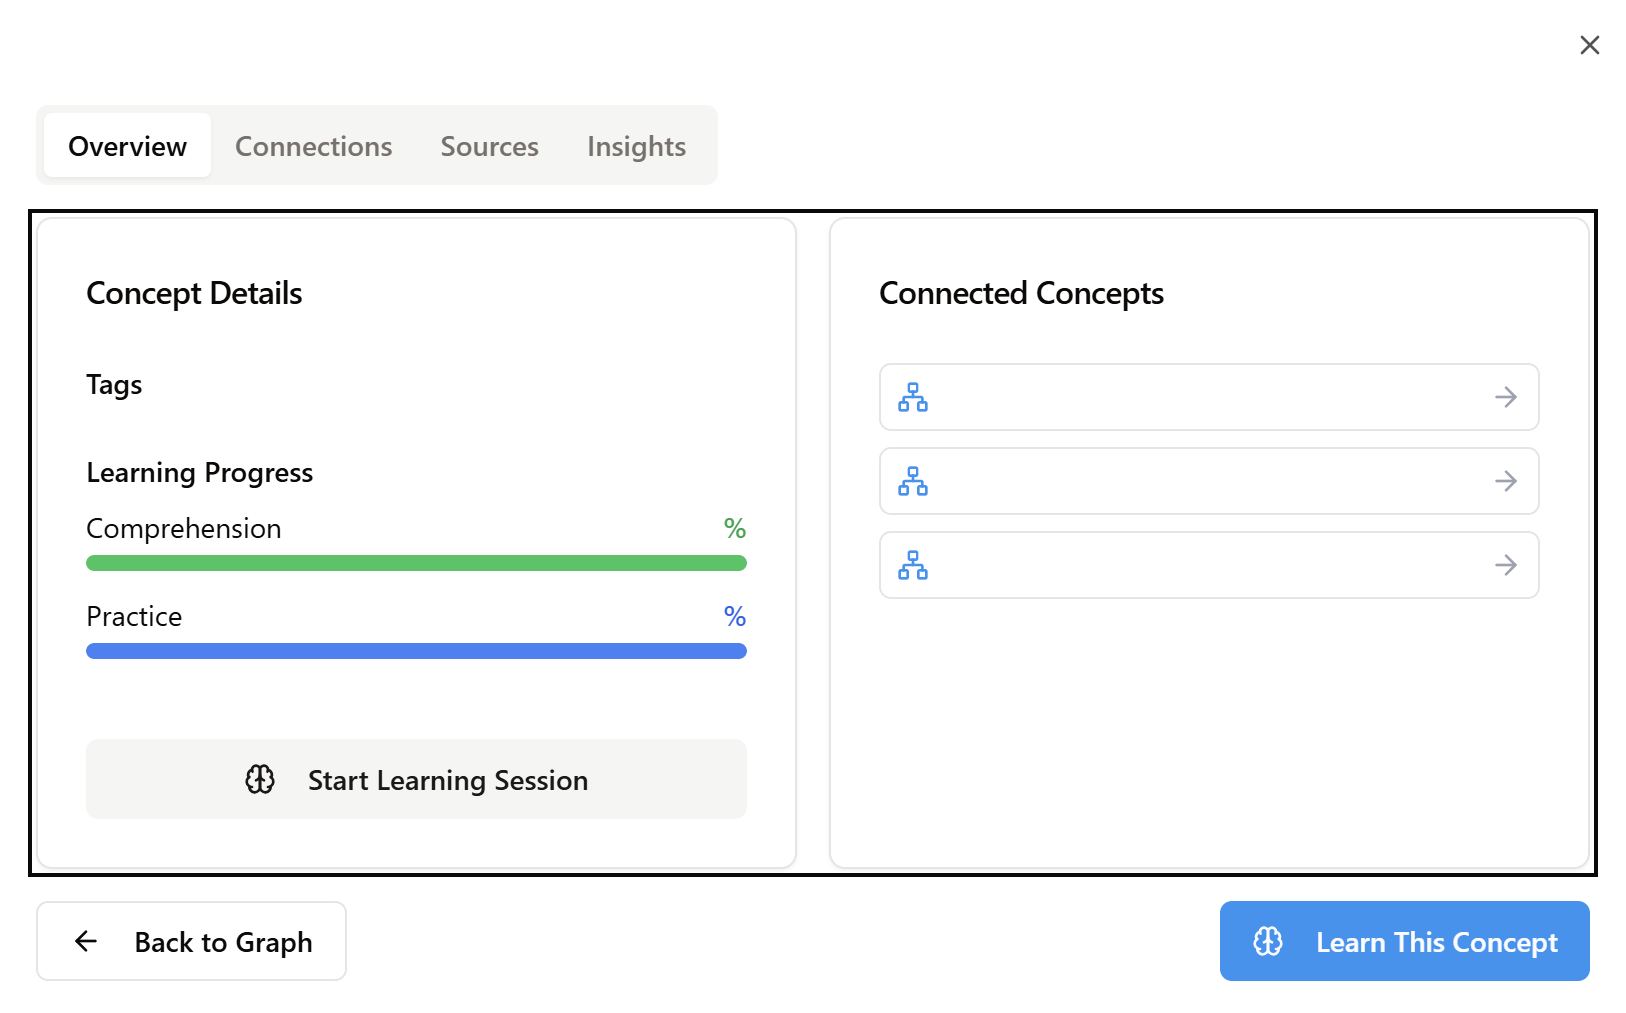 Overview
Connections
Sources
Insights
Concept Details
Tags
Learning Progress
Comprehension %
Practice %
Start Learning Session
Connected Concepts
Back to Graph
Learn This Concept